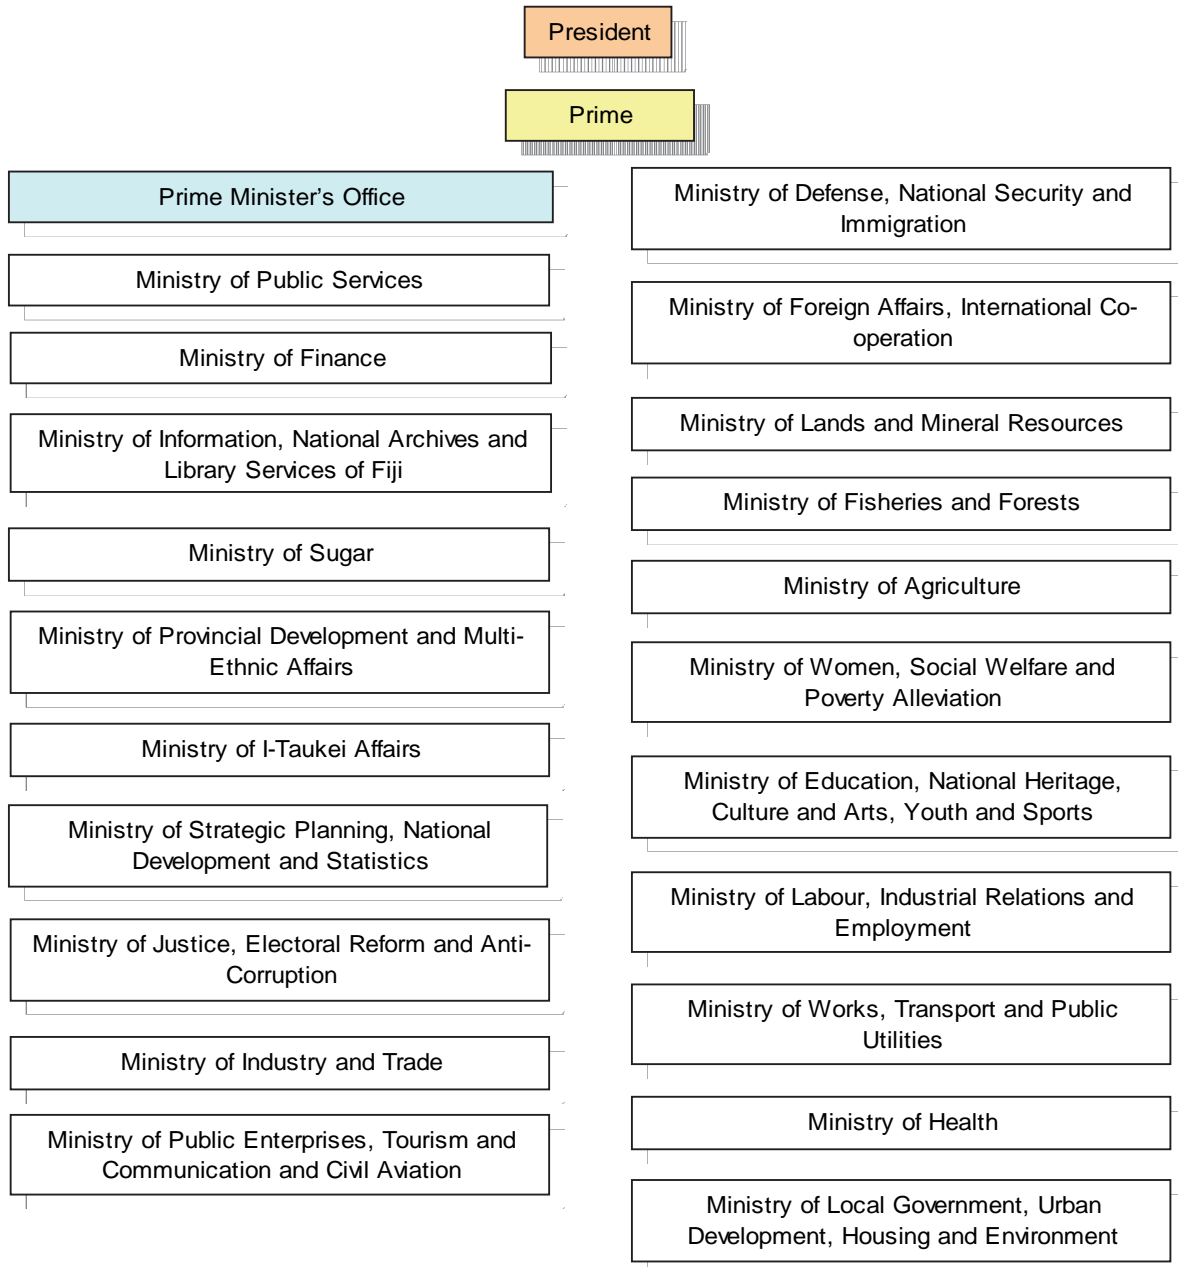 President
Prime
Prime Minister's Office
Ministry of Public Services
Ministry of Finance
Ministry of Information, National Archives and
Library Services of Fiji
Ministry of Sugar
Ministry of Provincial Development and Multi-
Ethnic Affairs
Ministry of I-Taukei Affairs
Ministry of Strategic Planning, National
Development and Statistics
Ministry of Justice, Electoral Reform and Anti-
Corruption
Ministry of Industry and Trade
Ministry of Public Enterprises, Tourism and
Communication and Civil Aviation
Ministry of Defense, National Security and
Immigration
Ministry of Foreign Affairs, International Co-
operation
Ministry of Lands and Mineral Resources
Ministry of Fisheries and Forests
Ministry of Agriculture
Ministry of Women, Social Welfare and
Poverty Alleviation
Ministry of Education, National Heritage,
Culture and Arts, Youth and Sports
Ministry of Labour, Industrial Relations and
Employment
Ministry of Works, Transport and Public
Utilities
Ministry of Health
Ministry of Local Government, Urban
Development, Housing and Environment